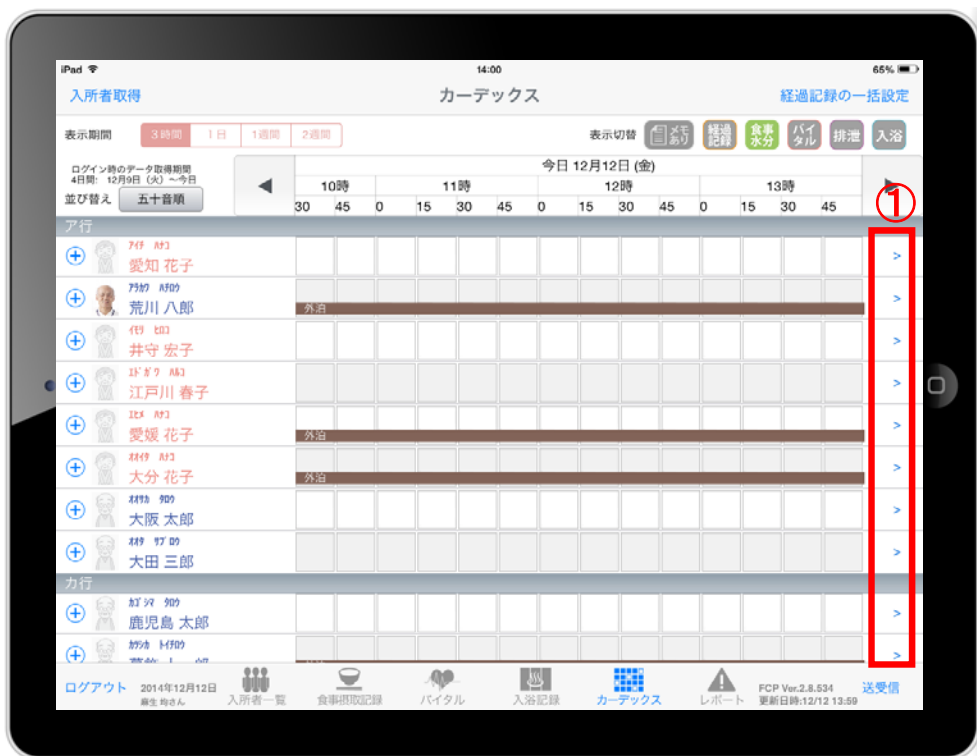 iPad 14:00 65%
入所者取得 カーデックス 経過記録の一括設定
表示期間 3時間 1日 1週間 2週間 表示切替 メモあり 経過記録 食事水分 バイタル 排泄 入浴
ログイン時のデータ取得期間
4日間: 12月9日(火)~今日
並び替え 五十音順
◀ 今日 12月12日 (金) ▶
10時 11時 12時 13時
30 45 0 15 30 45 0 15 30 45 0 15 30 45
①
ア行
ｱｲﾁ ﾊﾅｺ
愛知 花子 >
ｱﾗｶﾜ ﾊﾁﾛｳ
荒川 八郎 外泊 >
ｲﾓﾘ ﾋﾛｺ
井守 宏子 >
ｴﾄﾞｶﾞﾜ ﾊﾙｺ
江戸川 春子 >
ｴﾋﾒ ﾊﾅｺ
愛媛 花子 外泊 >
ｵｵｲﾀ ﾊﾅｺ
大分 花子 外泊 >
ｵｵｻｶ ﾀﾛｳ
大阪 太郎 >
ｵｵﾀ ｻﾌﾞﾛｳ
大田 三郎 >
カ行
ｶｺﾞｼﾏ ﾀﾛｳ
鹿児島 太郎 >
ｶﾂｼｶ ﾄｲﾁﾛｳ
>
ログアウト 2014年12月12日
麻生 均さん
入所者一覧 食事摂取記録 バイタル 入浴記録 カーデックス レポート
FCP Ver.2.8.534
更新日時:12/12 13:59
送受信